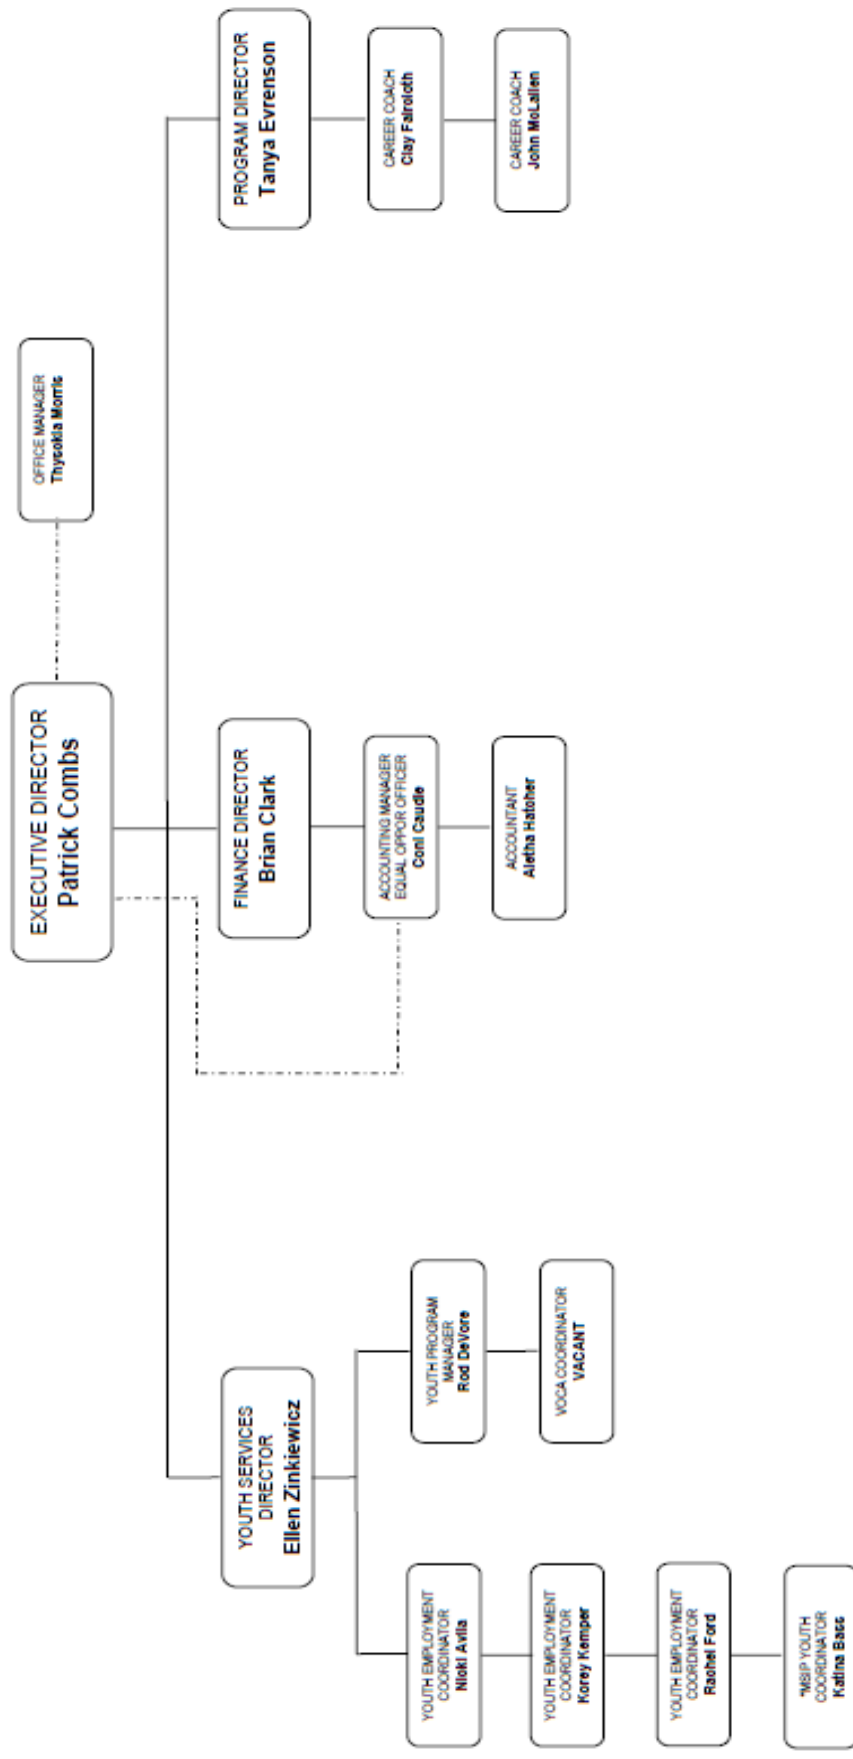 EXECUTIVE DIRECTOR
Patrick Combs
OFFICE MANAGER
Thysokia Morris
YOUTH SERVICES
DIRECTOR
Ellen Zinkiewicz
FINANCE DIRECTOR
Brian Clark
PROGRAM DIRECTOR
Tanya Evrenson
YOUTH EMPLOYMENT
COORDINATOR
Nicki Avila
YOUTH EMPLOYMENT
COORDINATOR
Korey Kemper
YOUTH EMPLOYMENT
COORDINATOR
Rachel Ford
*MBIP YOUTH
COORDINATOR
Katina Bass
YOUTH PROGRAM
MANAGER
Rod DeVore
VOCA COORDINATOR
VACANT
ACCOUNTING MANAGER
EQUAL OPPOR OFFICER
Coni Caudle
ACCOUNTANT
Aletha Hatcher
CAREER COACH
Clay Faircloth
CAREER COACH
John McLallen